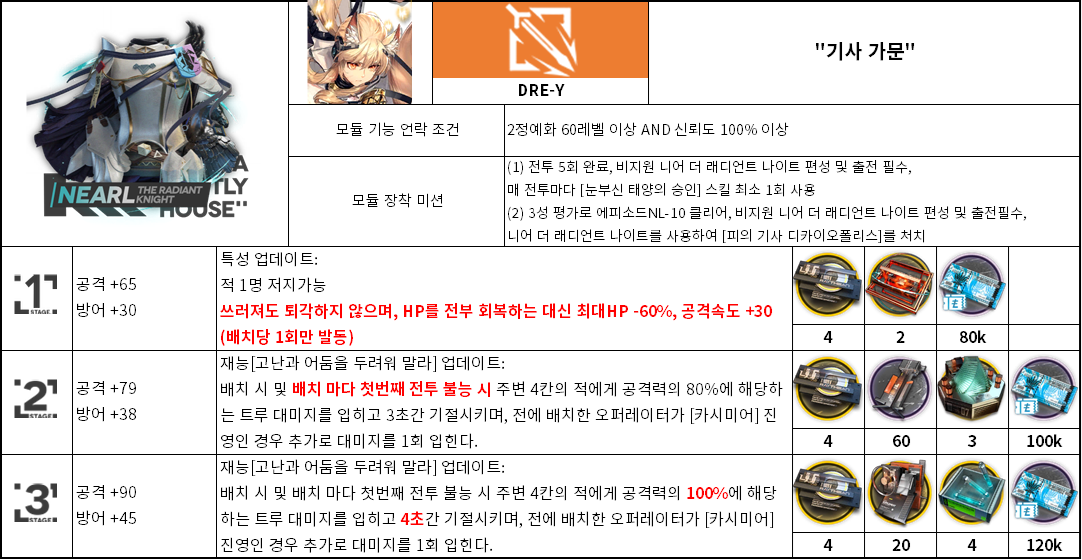 DRE-Y
"기사 가문"
모듈 기능 언락 조건
2정예화 60레벨 이상 AND 신뢰도 100% 이상
모듈 장착 미션
(1) 전투 5회 완료, 비지원 니어 더 래디언트 나이트 편성 및 출전 필수,
매 전투마다 [눈부신 태양의 승인] 스킬 최소 1회 사용
(2) 3성 평가로 에피소드NL-10 클리어, 비지원 니어 더 래디언트 나이트 편성 및 출전필수,
니어 더 래디언트 나이트를 사용하여 [피의 기사 디카이오폴리스]를 처치
NEARL
THE RADIANT
KNIGHT
HOUSE"
1
STAGE.
공격 +65
방어 +30
특성 업데이트:
적 1명 저지가능
쓰러져도 퇴각하지 않으며, HP를 전부 회복하는 대신 최대HP -60%, 공격속도 +30
(배치당 1회만 발동)
4
2
80k
2
STAGE.
공격 +79
방어 +38
재능[고난과 어둠을 두려워 말라] 업데이트:
배치 시 및 배치 마다 첫번째 전투 불능 시 주변 4칸의 적에게 공격력의 80%에 해당하
는 트루 대미지를 입히고 3초간 기절시키며, 전에 배치한 오퍼레이터가 [카시미어] 진
영인 경우 추가로 대미지를 1회 입힌다.
4
60
3
100k
3
STAGE.
공격 +90
방어 +45
재능[고난과 어둠을 두려워 말라] 업데이트:
배치 시 및 배치 마다 첫번째 전투 불능 시 주변 4칸의 적에게 공격력의 100%에 해당
하는 트루 대미지를 입히고 4초간 기절시키며, 전에 배치한 오퍼레이터가 [카시미어]
진영인 경우 추가로 대미지를 1회 입힌다.
4
20
4
120k